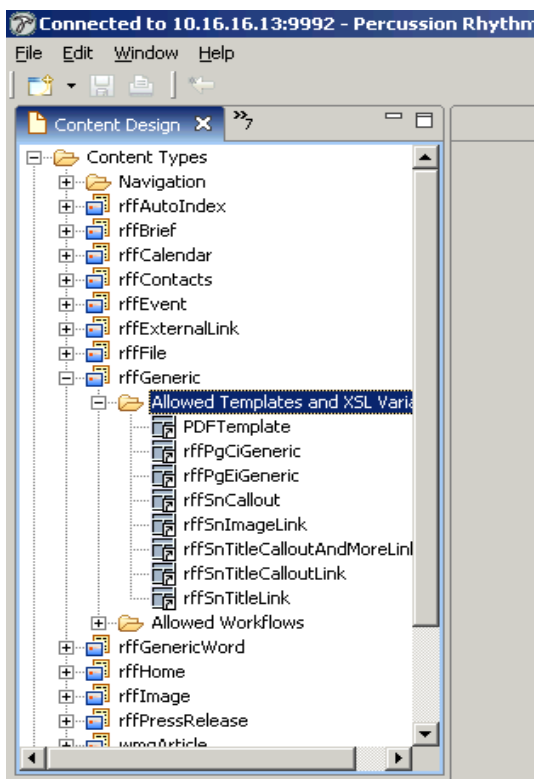 Connected to 10.16.16.13:9992 - Percussion Rhythm
File Edit Window Help
Content Design »7
Content Types
Navigation
rffAutoIndex
rffBrief
rffCalendar
rffContacts
rffEvent
rffExternalLink
rffFile
rffGeneric
Allowed Templates and XSL Varia
PDFTemplate
rffPgCiGeneric
rffPgEiGeneric
rffSnCallout
rffSnImageLink
rffSnTitleCalloutAndMoreLinl
rffSnTitleCalloutLink
rffSnTitleLink
Allowed Workflows
rffGenericWord
rffHome
rffImage
rffPressRelease
wmgArticle